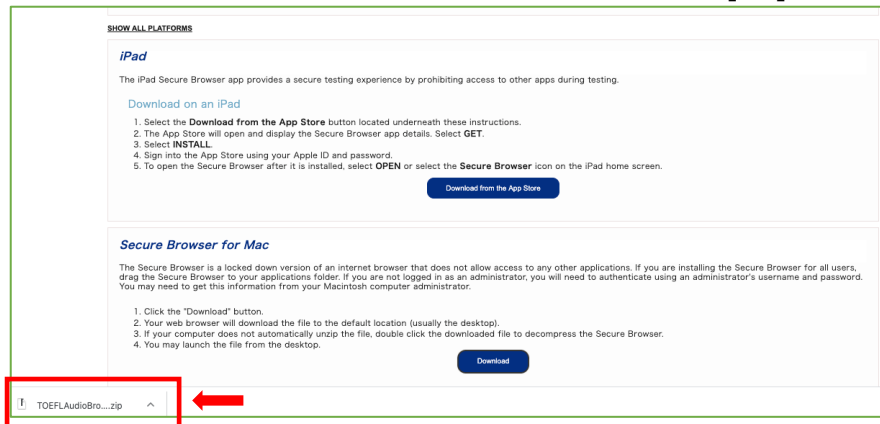 SHOW ALL PLATFORMS
iPad
The iPad Secure Browser app provides a secure testing experience by prohibiting access to other apps during testing.
Download on an iPad
1. Select the Download from the App Store button located underneath these instructions.
2. The App Store will open and display the Secure Browser app details. Select GET.
3. Select INSTALL.
4. Sign into the App Store using your Apple ID and password.
5. To open the Secure Browser after it is installed, select OPEN or select the Secure Browser icon on the iPad home screen.
Download from the App Store
Secure Browser for Mac
The Secure Browser is a locked down version of an internet browser that does not allow access to any other applications. If you are installing the Secure Browser for all users,
drag the Secure Browser to your applications folder. If you are not logged in as an administrator, you will need to authenticate using an administrator's username and password.
You may need to get this information from your Macintosh computer administrator.
1. Click the "Download" button.
2. Your web browser will download the file to the default location (usually the desktop).
3. If your computer does not automatically unzip the file, double click the downloaded file to decompress the Secure Browser.
4. You may launch the file from the desktop.
Download
TOEFLAudioBro....zip